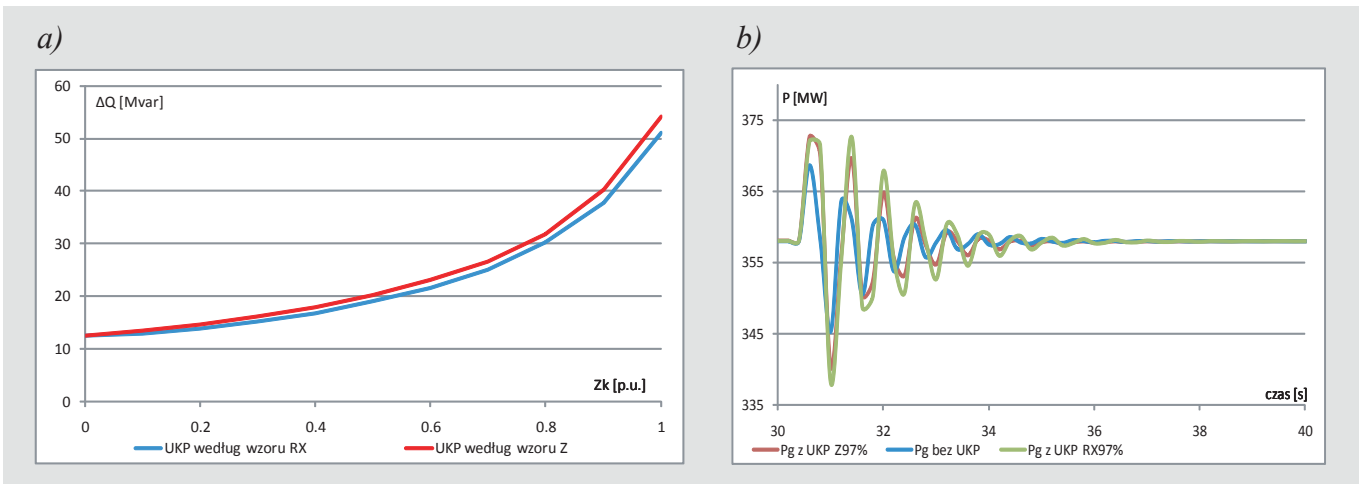 a)
ΔQ [Mvar]
60
50
40
30
20
10
0
Zk [p.u.]
0 0.2 0.4 0.6 0.8 1
UKP według wzoru RX UKP według wzoru Z
b)
P [MW]
375
365
355
345
335
czas [s]
30 32 34 36 38 40
Pg z UKP Z97% Pg bez UKP Pg z UKP RX97%